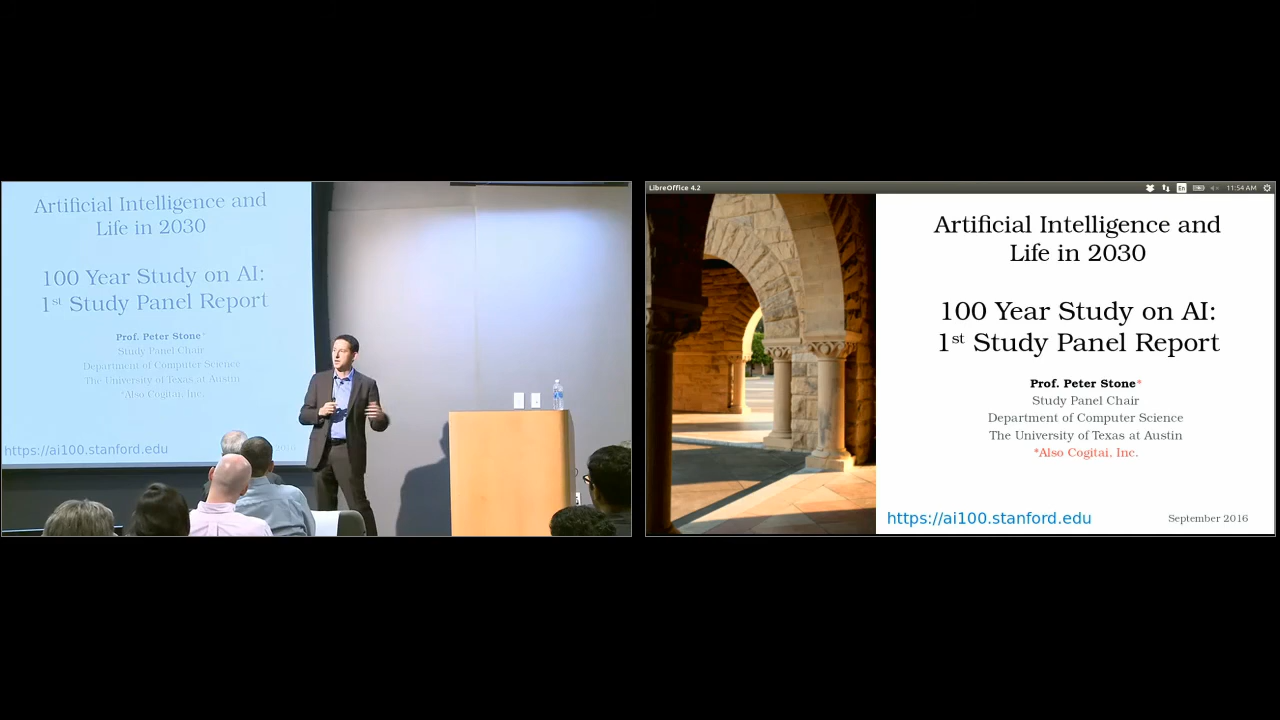 Artificial Intelligence and
Life in 2030
100 Year Study on AI:
1st Study Panel Report
Prof. Peter Stone*
Study Panel Chair
Department of Computer Science
The University of Texas at Austin
*Also Cogitai, Inc.
https://ai100.stanford.edu
LibreOffice 4.2
En
11:54 AM
Artificial Intelligence and
Life in 2030
100 Year Study on AI:
1st Study Panel Report
Prof. Peter Stone*
Study Panel Chair
Department of Computer Science
The University of Texas at Austin
*Also Cogitai, Inc.
https://ai100.stanford.edu
September 2016